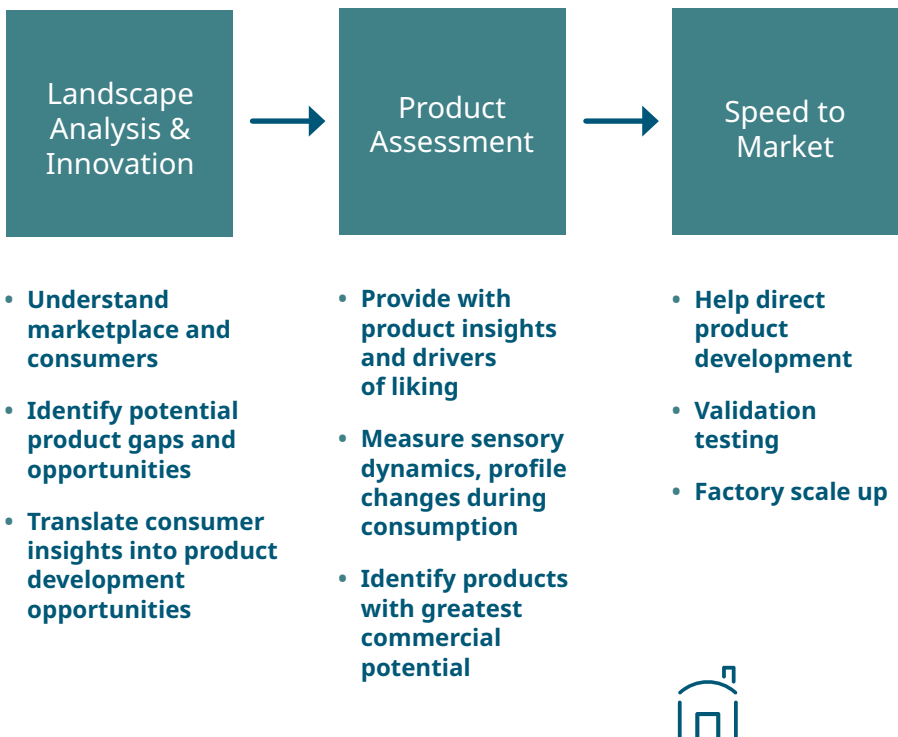 Landscape
Analysis &
Innovation
Product
Assessment
Speed to
Market
• Understand
marketplace and
consumers
• Identify potential
product gaps and
opportunities
• Translate consumer
insights into product
development
opportunities
• Provide with
product insights
and drivers
of liking
• Measure sensory
dynamics, profile
changes during
consumption
• Identify products
with greatest
commercial
potential
• Help direct
product
development
• Validation
testing
• Factory scale up